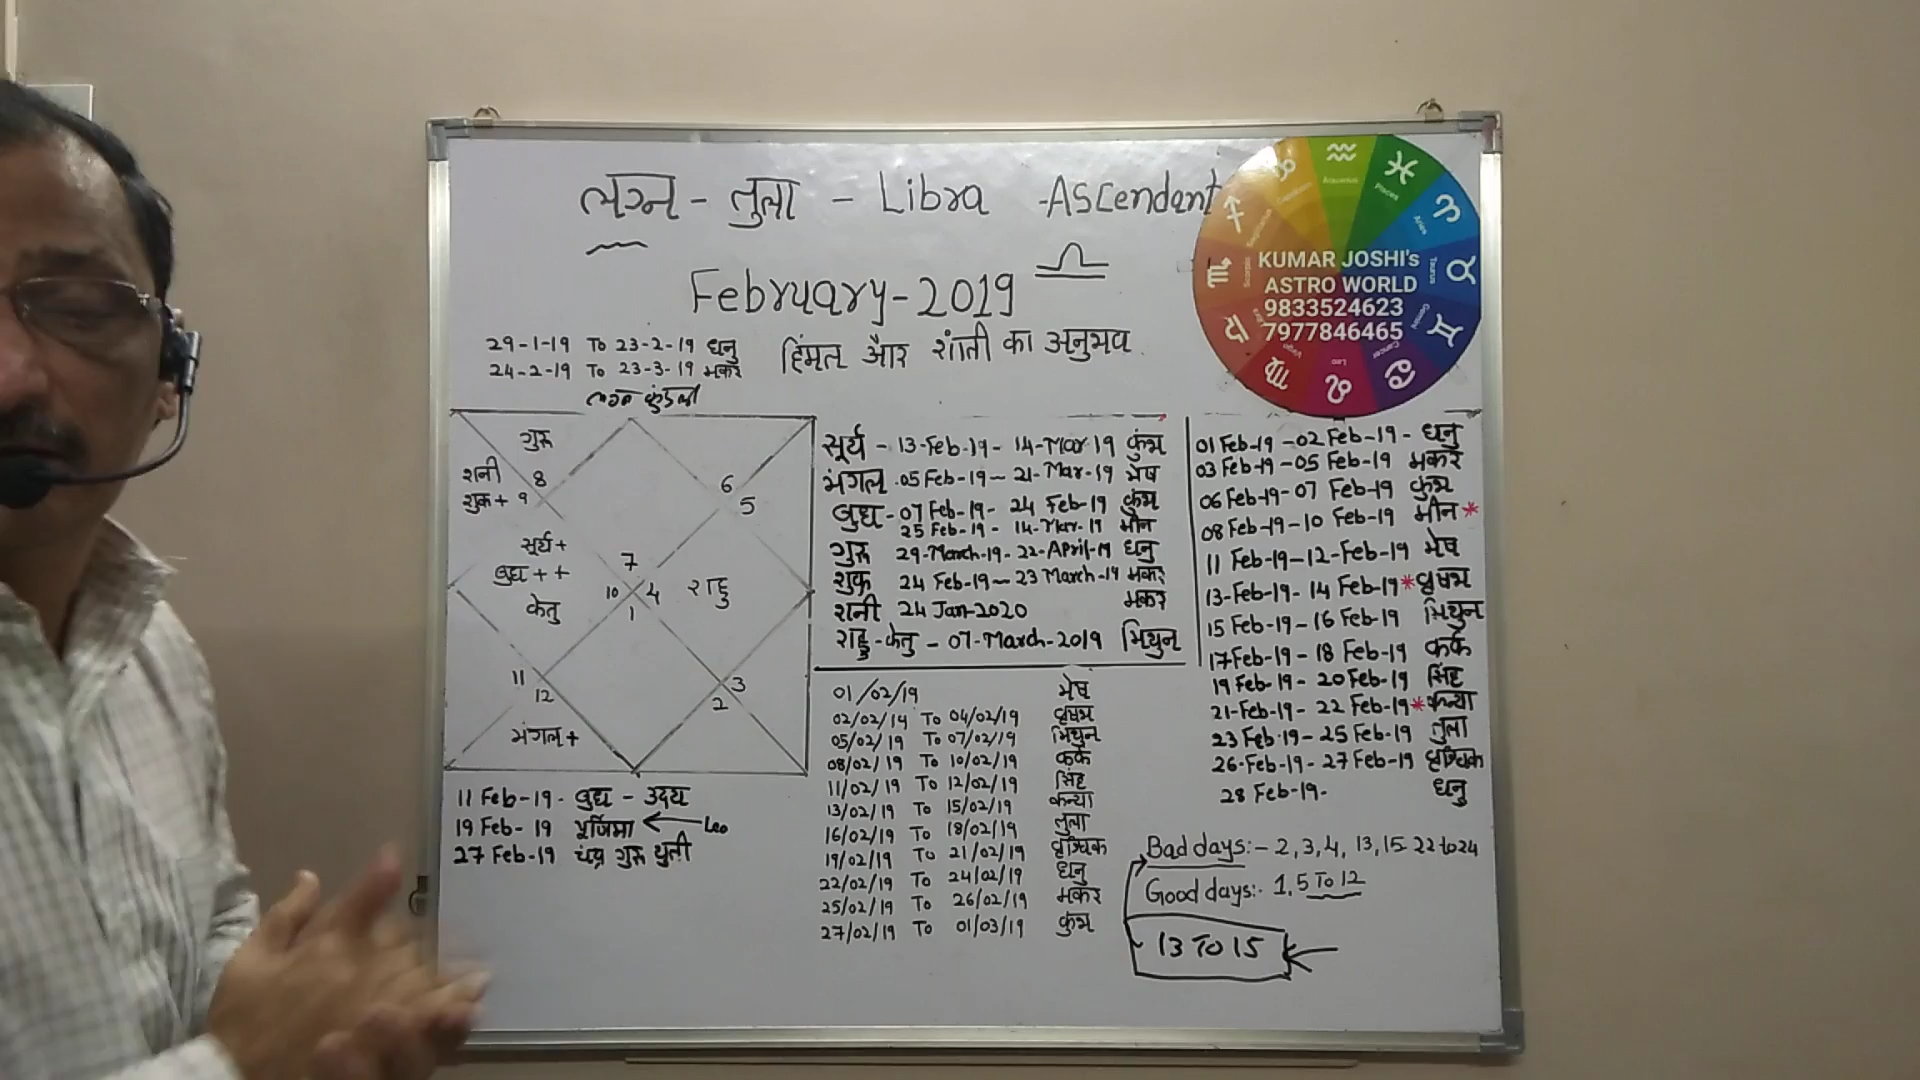 लग्न - तुला - Libra - Ascendant
February-2019
29-1-19 To 23-2-19 धनु
24-2-19 To 23-3-19 मकर
हिंमत और शांती का अनुभव
लग्न कुंडली
गुरु
शनी 8
शुक्र + 9
6
5
सूर्य +
बुध + +
केतु
7
10 4
1
राहु
11
12
3
2
मंगल +
11 Feb-19 - बुध - उदय
19 Feb-19 पूर्णिमा ← Leo
27 Feb-19 चंद्र गुरु युती
सूर्य - 13-Feb-19 - 14-Mar-19 कुंभ
मंगल - 05 Feb-19 - 21-Mar-19 मेष
बुध - 07 Feb-19 - 24 Feb-19 कुंभ
25 Feb-19 - 14-Mar-19 मीन
गुरु 29-March-19 - 22-April-19 धनु
शुक्र 24 Feb-19 - 23 March-19 मकर
शनी 24 Jan-2020 मकर
राहु-केतु - 07-March-2019 मिथुन
01/02/19 मेष
02/02/14 To 04/02/19 वृषभ
05/02/19 To 07/02/19 मिथुन
08/02/19 To 10/02/19 कर्क
11/02/19 To 12/02/19 सिंह
13/02/19 To 15/02/19 कन्या
16/02/19 To 18/02/19 तुला
19/02/19 To 21/02/19 वृश्चिक
22/02/19 To 24/02/19 धनु
25/02/19 To 26/02/19 मकर
27/02/19 To 01/03/19 कुंभ
01 Feb-19 - 02 Feb-19 - धनु
03 Feb-19 - 05 Feb-19 मकर
06 Feb-19 - 07 Feb-19 कुंभ
08 Feb-19 - 10 Feb-19 मीन *
11 Feb-19 - 12-Feb-19 मेष
13-Feb-19 - 14 Feb-19 * वृषभ
15 Feb-19 - 16 Feb-19 मिथुन
17 Feb-19 - 18 Feb-19 कर्क
19 Feb-19 - 20 Feb-19 सिंह
21-Feb-19 - 22 Feb-19 * कन्या
23 Feb-19 - 25 Feb-19 तुला
26-Feb-19 - 27 Feb-19 वृश्चिक
28 Feb-19 - धनु
Bad days:- 2, 3, 4, 13, 15 - 22 to 24
Good days:- 1, 5 To 12
13 To 15
KUMAR JOSHI's
ASTRO WORLD
9833524623
7977846465
Capricorn
Aquarius
Pisces
Aries
Taurus
Gemini
Cancer
Leo
Virgo